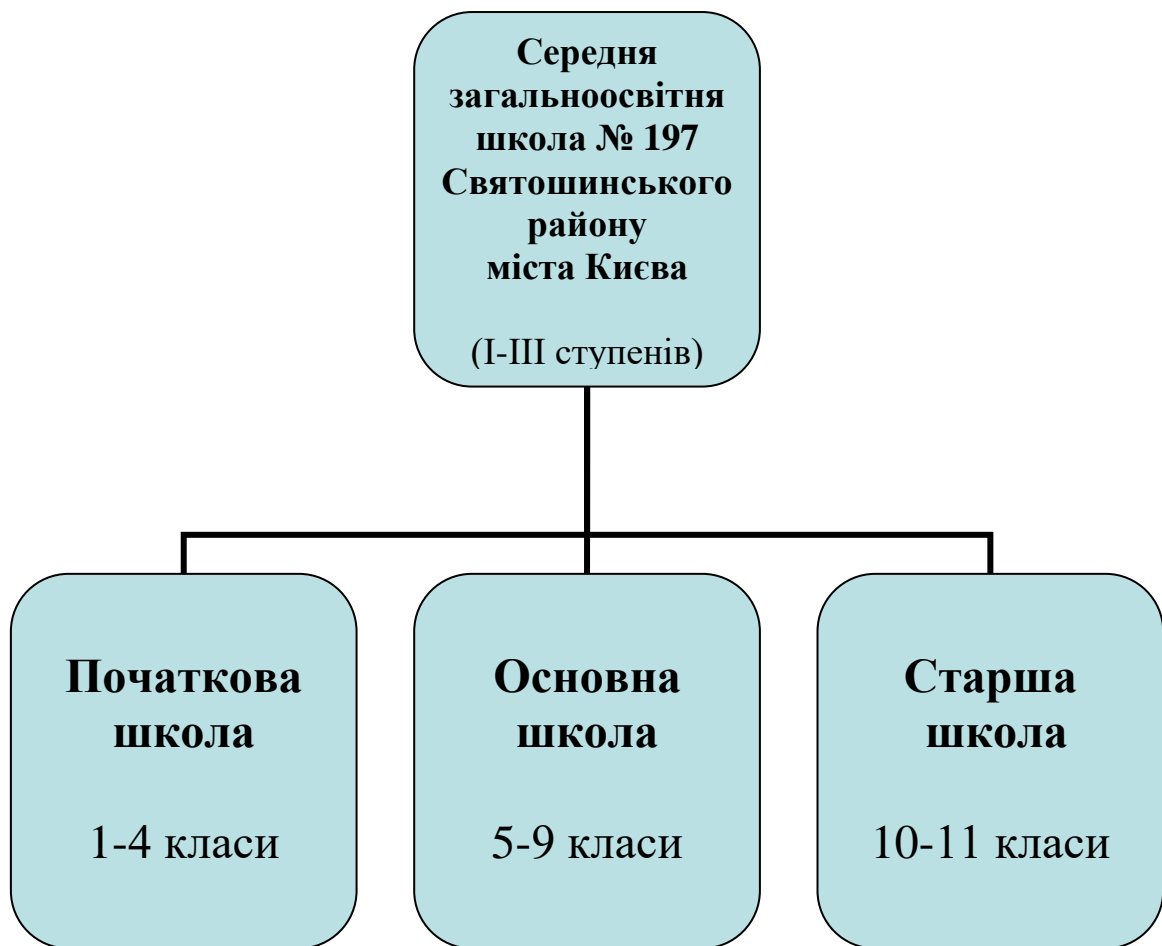 Середня
загальноосвітня
школа № 197
Святошинського
району
міста Києва
(І-ІІІ ступенів)
Початкова
школа
1-4 класи
Основна
школа
5-9 класи
Старша
школа
10-11 класи